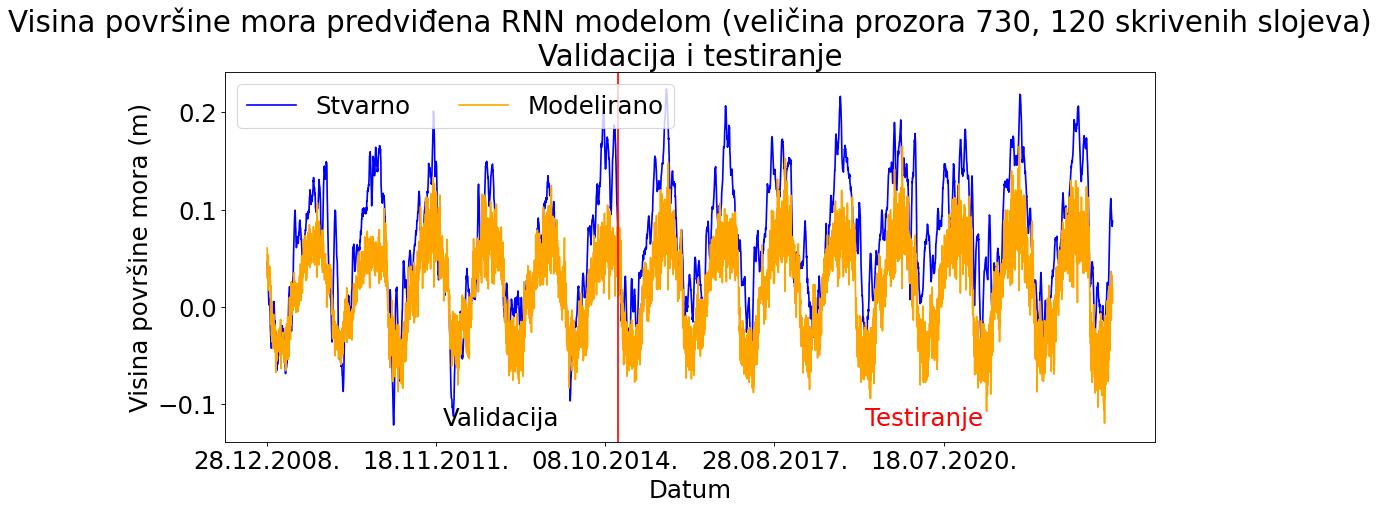 Visina površine mora predviđena RNN modelom (veličina prozora 730, 120 skrivenih slojeva)
Validacija i testiranje
Stvarno
Modelirano
Visina površine mora (m)
0.2
0.1
0.0
−0.1
Validacija
Testiranje
28.12.2008.
18.11.2011.
08.10.2014.
28.08.2017.
18.07.2020.
Datum